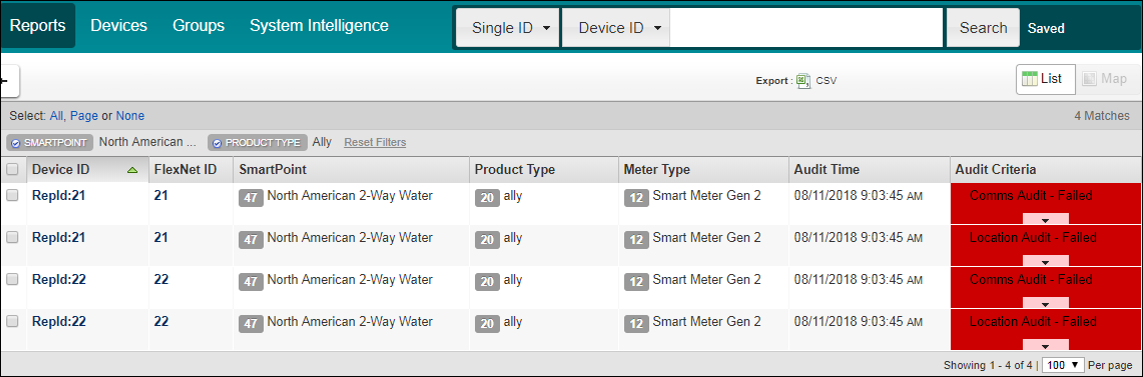 Reports Devices Groups System Intelligence Single ID Device ID Search Saved
Export : CSV List Map
Select: All, Page or None 4 Matches
SMARTPOINT North American ... PRODUCT TYPE Ally Reset Filters
Device ID FlexNet ID SmartPoint Product Type Meter Type Audit Time Audit Criteria
RepId:21 21 47 North American 2-Way Water 20 ally 12 Smart Meter Gen 2 08/11/2018 9:03:45 AM Comms Audit - Failed
RepId:21 21 47 North American 2-Way Water 20 ally 12 Smart Meter Gen 2 08/11/2018 9:03:45 AM Location Audit - Failed
RepId:22 22 47 North American 2-Way Water 20 ally 12 Smart Meter Gen 2 08/11/2018 9:03:45 AM Comms Audit - Failed
RepId:22 22 47 North American 2-Way Water 20 ally 12 Smart Meter Gen 2 08/11/2018 9:03:45 AM Location Audit - Failed
Showing 1 - 4 of 4 | 100 Per page